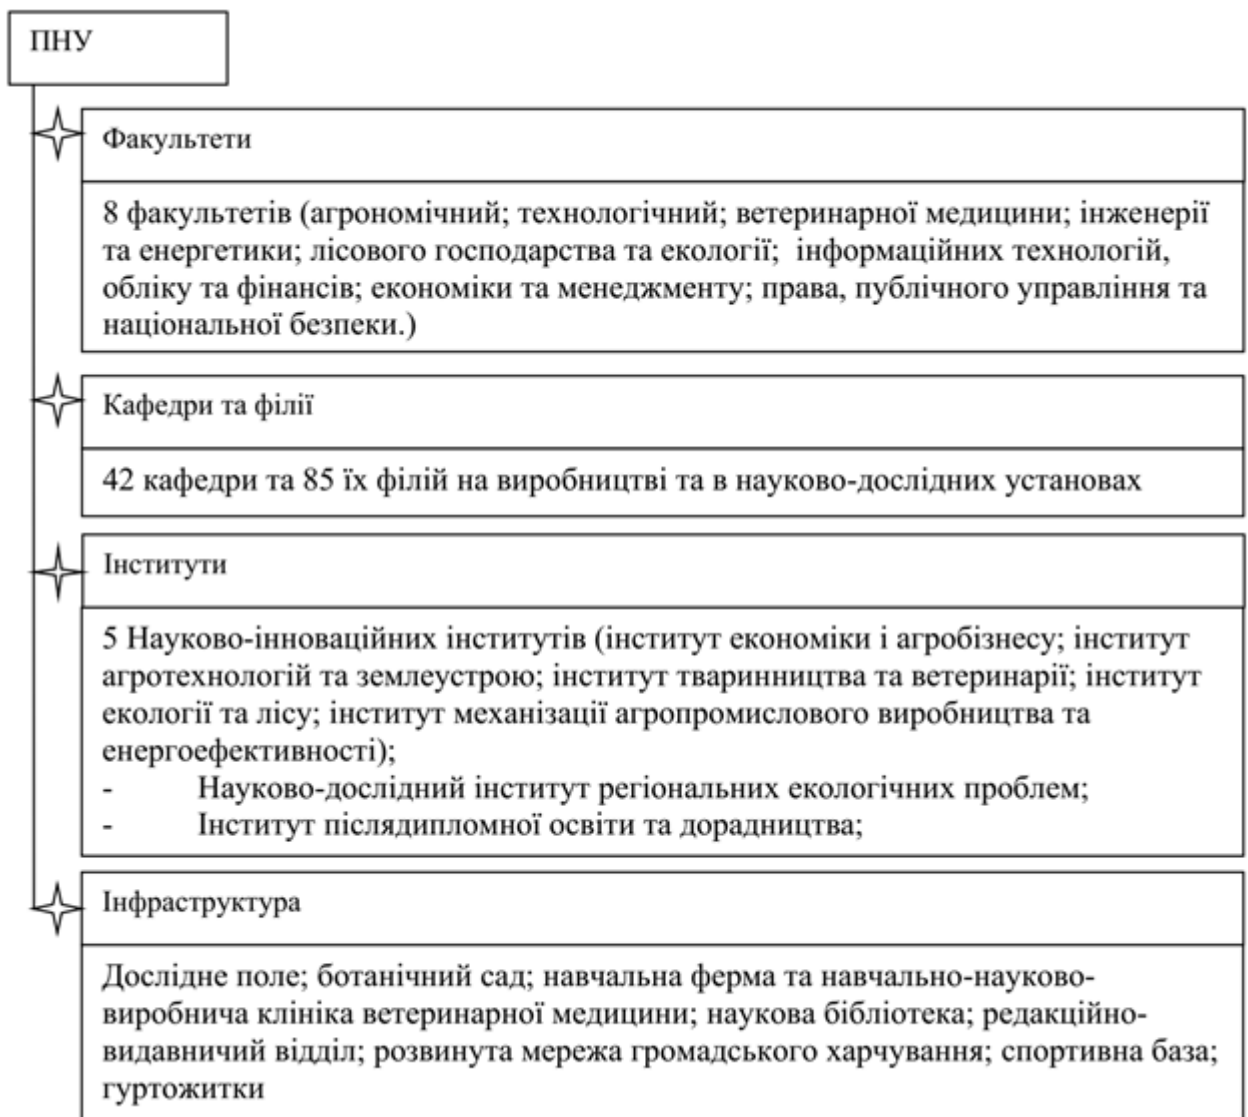 ПНУ
Факультети
8 факультетів (агрономічний; технологічний; ветеринарної медицини; інженерії
та енергетики; лісового господарства та екології;  інформаційних технологій,
обліку та фінансів; економіки та менеджменту; права, публічного управління та
національної безпеки.)
Кафедри та філії
42 кафедри та 85 їх філій на виробництві та в науково-дослідних установах
Інститути
5 Науково-інноваційних інститутів (інститут економіки і агробізнесу; інститут
агротехнологій та землеустрою; інститут тваринництва та ветеринарії; інститут
екології та лісу; інститут механізації агропромислового виробництва та
енергоефективності);
- Науково-дослідний інститут регіональних екологічних проблем;
- Інститут післядипломної освіти та дорадництва;
Інфраструктура
Дослідне поле; ботанічний сад; навчальна ферма та навчально-науково-
виробнича клініка ветеринарної медицини; наукова бібліотека; редакційно-
видавничий відділ; розвинута мережа громадського харчування; спортивна база;
гуртожитки